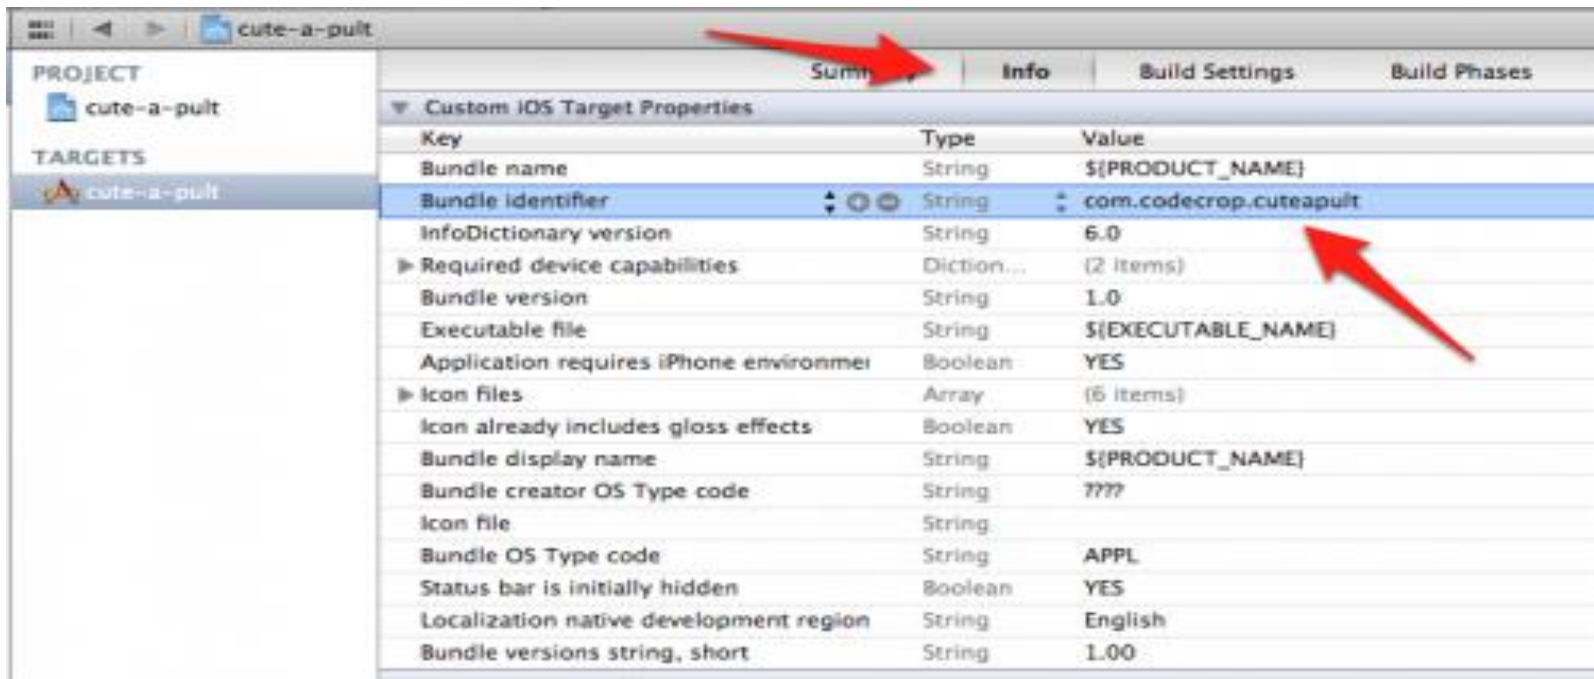 cute-a-pult
PROJECT
cute-a-pult
TARGETS
cute-a-pult
Info Build Settings Build Phases
Custom iOS Target Properties
Key Type Value
Bundle name String ${PRODUCT_NAME}
Bundle identifier String com.codecrop.cuteapult
InfoDictionary version String 6.0
Required device capabilities Diction... (2 items)
Bundle version String 1.0
Executable file String ${EXECUTABLE_NAME}
Application requires iPhone environmer Boolean YES
Icon files Array (6 items)
Icon already includes gloss effects Boolean YES
Bundle display name String ${PRODUCT_NAME}
Bundle creator OS Type code String ????
Icon file String
Bundle OS Type code String APPL
Status bar is initially hidden Boolean YES
Localization native development region String English
Bundle versions string, short String 1.00